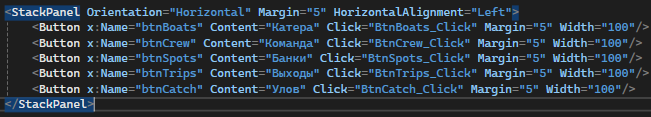 <StackPanel Orientation="Horizontal" Margin="5" HorizontalAlignment="Left">
<Button x:Name="btnBoats" Content="Катера" Click="BtnBoats_Click" Margin="5" Width="100"/>
<Button x:Name="btnCrew" Content="Команда" Click="BtnCrew_Click" Margin="5" Width="100"/>
<Button x:Name="btnSpots" Content="Банки" Click="BtnSpots_Click" Margin="5" Width="100"/>
<Button x:Name="btnTrips" Content="Выходы" Click="BtnTrips_Click" Margin="5" Width="100"/>
<Button x:Name="btnCatch" Content="Улов" Click="BtnCatch_Click" Margin="5" Width="100"/>
</StackPanel>